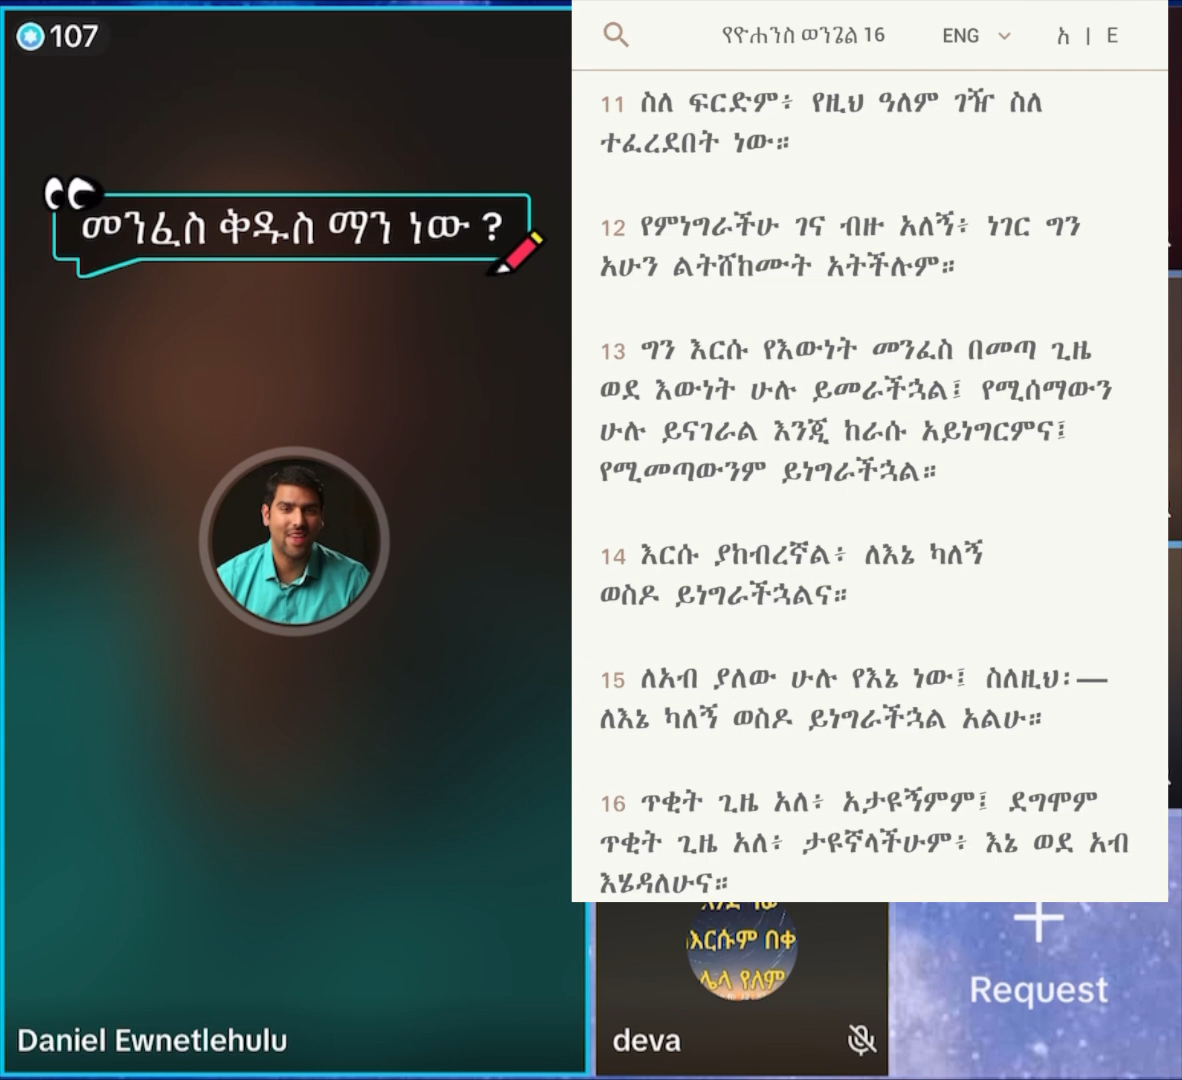 107
መንፈስ ቅዱስ ማን ነው ?
Daniel Ewnetlehulu
የዮሐንስ ወንጌል 16 ENG አ | E
11 ስለ ፍርድም፥ የዚህ ዓለም ገዥ ስለ
ተፈረደበት ነው።
12 የምነግራችሁ ገና ብዙ አለኝ፥ ነገር ግን
አሁን ልትሸከሙት አትችሉም።
13 ግን እርሱ የእውነት መንፈስ በመጣ ጊዜ
ወደ እውነት ሁሉ ይመራችኋል፤ የሚሰማውን
ሁሉ ይናገራል እንጂ ከራሱ አይነግርምና፤
የሚመጣውንም ይነግራችኋል።
14 እርሱ ያከብረኛል፥ ለእኔ ካለኝ
ወስዶ ይነግራችኋልና።
15 ለአብ ያለው ሁሉ የእኔ ነው፤ ስለዚህ፡—
ለእኔ ካለኝ ወስዶ ይነግራችኋል አልሁ።
16 ጥቂት ጊዜ አለ፥ አታዩኝምም፤ ደግሞም
ጥቂት ጊዜ አለ፥ ታዩኛላችሁም፥ እኔ ወደ አብ
እሄዳለሁና።
እርሱም በቀ
ሌላ የለም
deva
Request